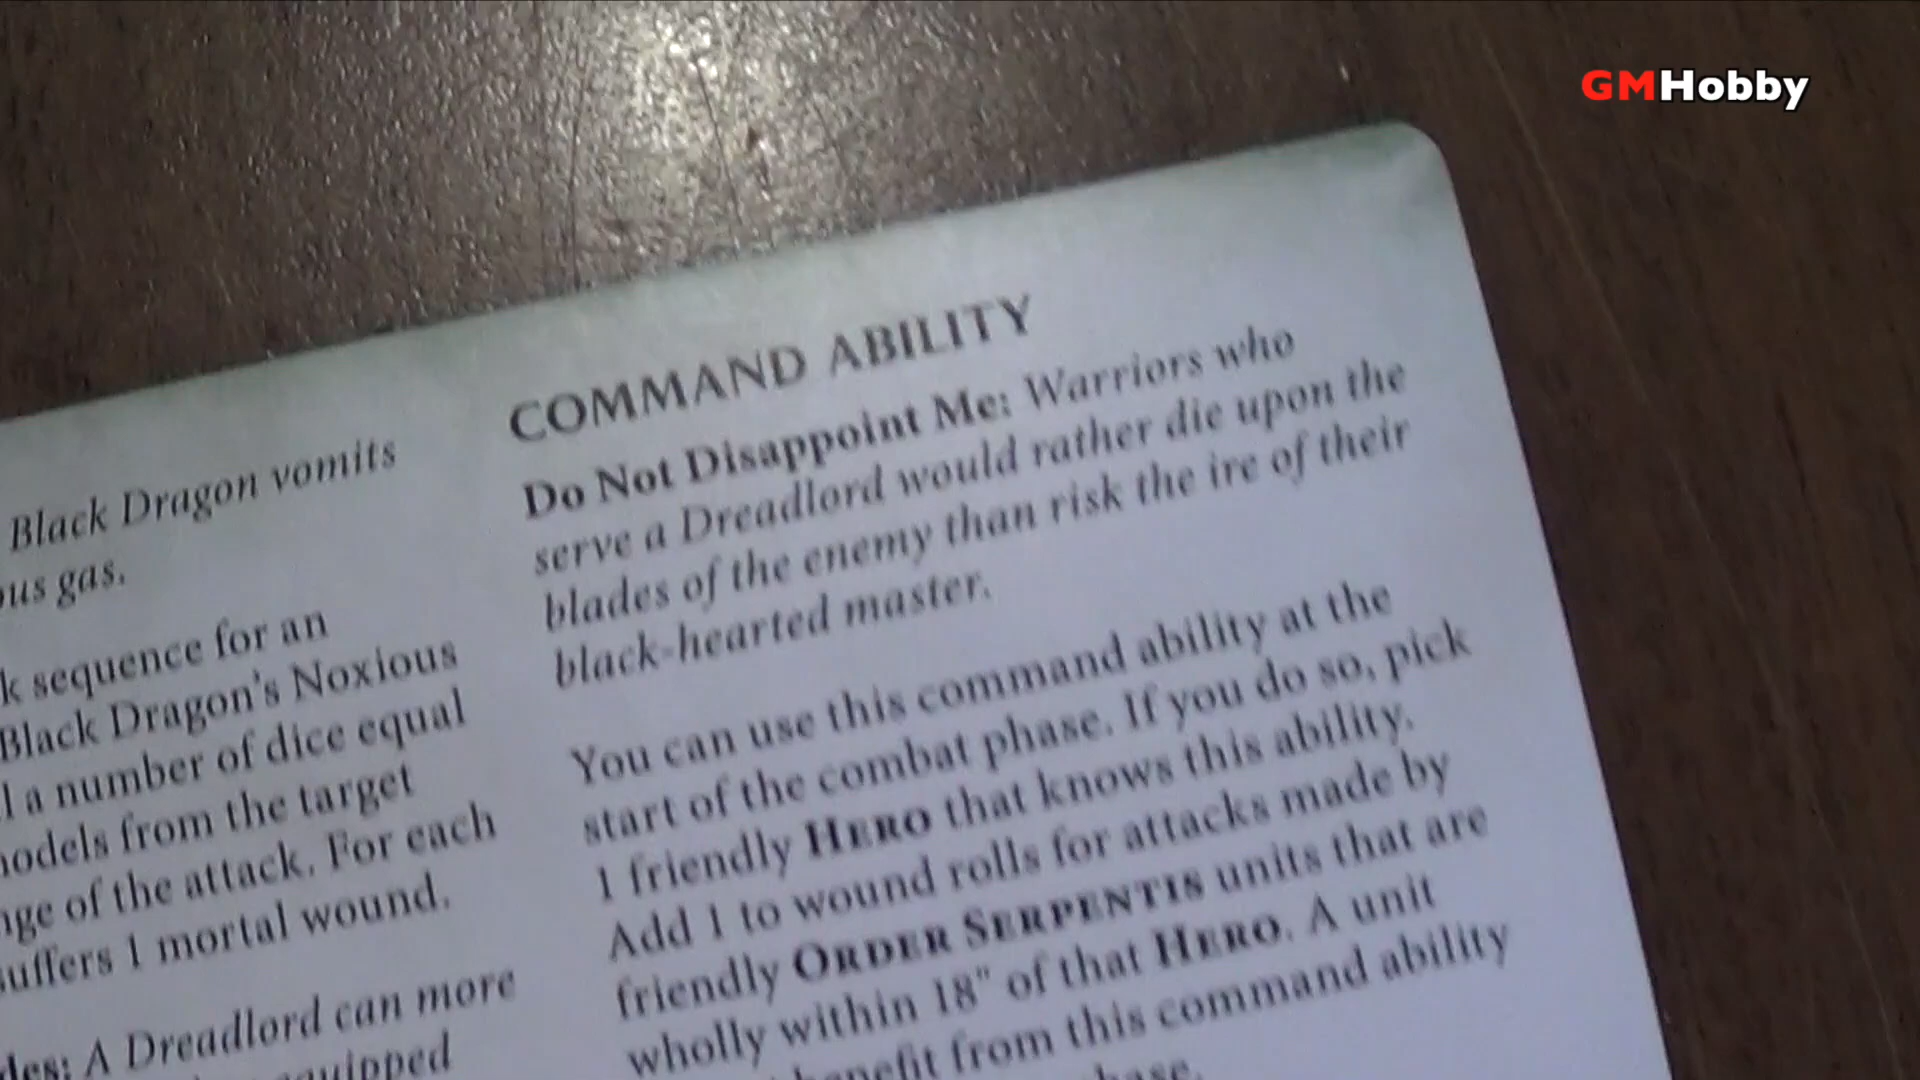 GMHobby
Black Dragon vomits
gas.
sequence for an
Black Dragon's Noxious
a number of dice equal
from the target
of the attack. For each
suffers 1 mortal wound.
A Dreadlord can more
equipped
COMMAND ABILITY
Do Not Disappoint Me: Warriors who
serve a Dreadlord would rather die upon the
blades of the enemy than risk the ire of their
black-hearted master.
You can use this command ability at the
start of the combat phase. If you do so, pick
1 friendly HERO that knows this ability.
Add 1 to wound rolls for attacks made by
friendly ORDER SERPENTIS units that are
wholly within 18" of that HERO. A unit
benefit from this command ability